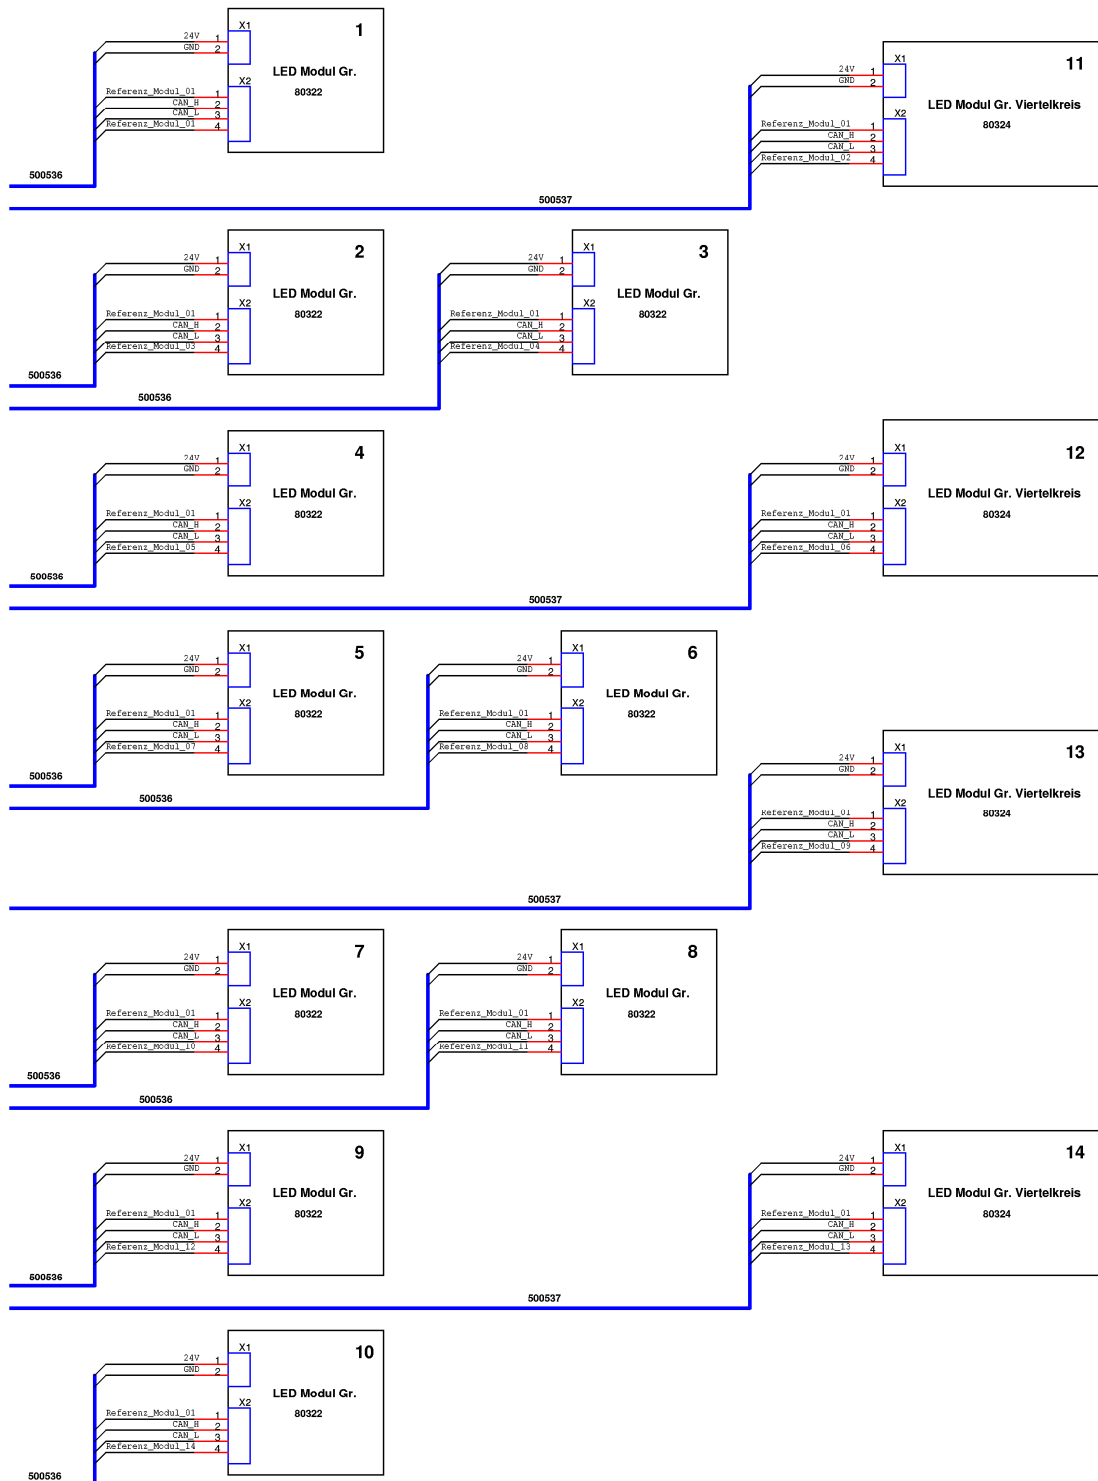 1
X1
24V 1
GND 2
LED Modul Gr.
80322
X2
Referenz_Modul_01 1
CAN_H 2
CAN_L 3
Referenz_Modul_01 4
500536
11
X1
24V 1
GND 2
LED Modul Gr. Viertelkreis
80324
X2
Referenz_Modul_01 1
CAN_H 2
CAN_L 3
Referenz_Modul_02 4
500537
2
X1
24V 1
GND 2
LED Modul Gr.
80322
X2
Referenz_Modul_01 1
CAN_H 2
CAN_L 3
Referenz_Modul_03 4
500536
3
X1
24V 1
GND 2
LED Modul Gr.
80322
X2
Referenz_Modul_01 1
CAN_H 2
CAN_L 3
Referenz_Modul_04 4
500536
4
X1
24V 1
GND 2
LED Modul Gr.
80322
X2
Referenz_Modul_01 1
CAN_H 2
CAN_L 3
Referenz_Modul_05 4
500536
12
X1
24V 1
GND 2
LED Modul Gr. Viertelkreis
80324
X2
Referenz_Modul_01 1
CAN_H 2
CAN_L 3
Referenz_Modul_06 4
500537
5
X1
24V 1
GND 2
LED Modul Gr.
80322
X2
Referenz_Modul_01 1
CAN_H 2
CAN_L 3
Referenz_Modul_07 4
500536
6
X1
24V 1
GND 2
LED Modul Gr.
80322
X2
Referenz_Modul_01 1
CAN_H 2
CAN_L 3
Referenz_Modul_08 4
500536
13
X1
24V 1
GND 2
LED Modul Gr. Viertelkreis
80324
X2
Referenz_Modul_01 1
CAN_H 2
CAN_L 3
Referenz_Modul_09 4
500537
7
X1
24V 1
GND 2
LED Modul Gr.
80322
X2
Referenz_Modul_01 1
CAN_H 2
CAN_L 3
Referenz_Modul_10 4
500536
8
X1
24V 1
GND 2
LED Modul Gr.
80322
X2
Referenz_Modul_01 1
CAN_H 2
CAN_L 3
Referenz_Modul_11 4
500536
9
X1
24V 1
GND 2
LED Modul Gr.
80322
X2
Referenz_Modul_01 1
CAN_H 2
CAN_L 3
Referenz_Modul_12 4
500536
14
X1
24V 1
GND 2
LED Modul Gr. Viertelkreis
80324
X2
Referenz_Modul_01 1
CAN_H 2
CAN_L 3
Referenz_Modul_13 4
500537
10
X1
24V 1
GND 2
LED Modul Gr.
80322
X2
Referenz_Modul_01 1
CAN_H 2
CAN_L 3
Referenz_Modul_14 4
500536